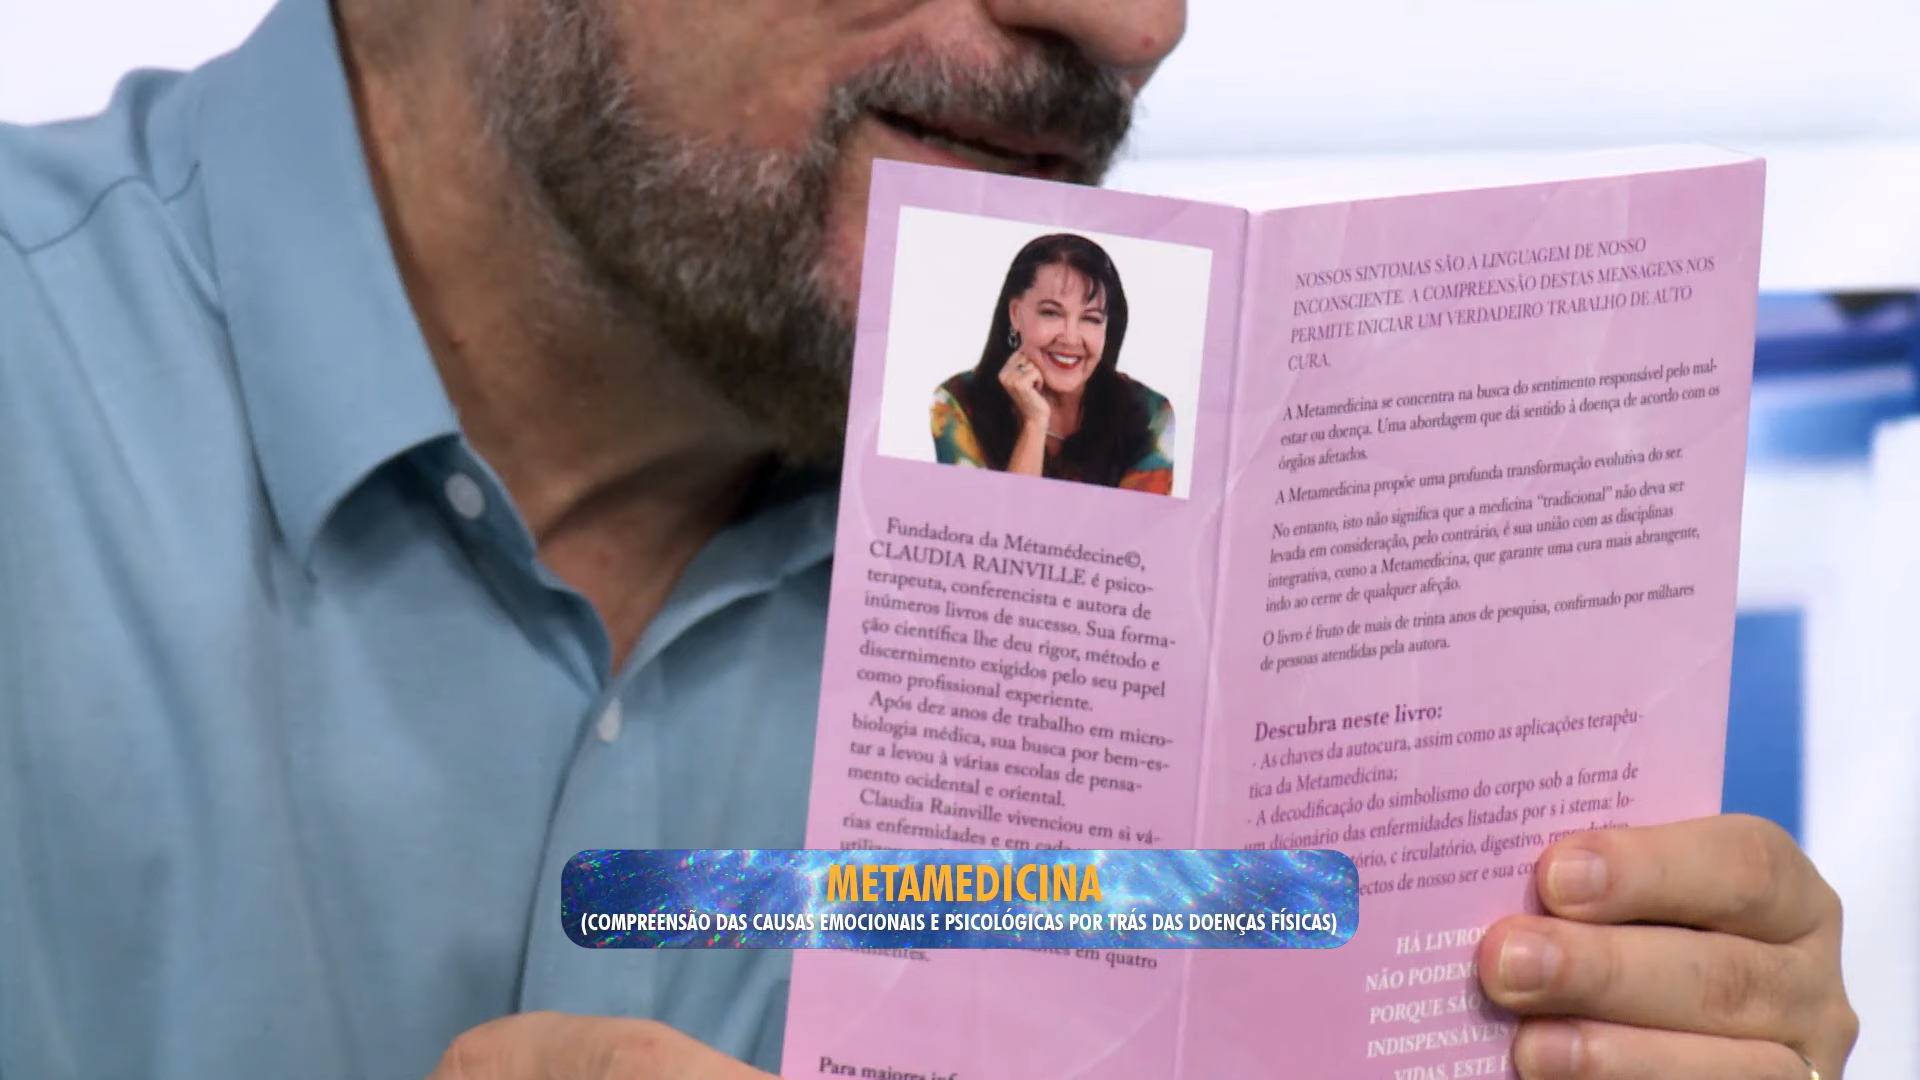 Fundadora da Métamédecine©,
CLAUDIA RAINVILLE é psico-
terapeuta, conferencista e autora de
inúmeros livros de sucesso. Sua forma-
ção científica lhe deu rigor, método e
discernimento exigidos pelo seu papel
como profissional experiente.
Após dez anos de trabalho em micro-
biologia médica, sua busca por bem-es-
tar a levou à várias escolas de pensa-
mento ocidental e oriental.
Claudia Rainville vivenciou em si vá-
rias enfermidades e em
em quatro
Para maiores
NOSSOS SINTOMAS SÃO A LINGUAGEM DE NOSSO
INCONSCIENTE. A COMPREENSÃO DESTAS MENSAGENS NOS
PERMITE INICIAR UM VERDADEIRO TRABALHO DE AUTO
CURA.
A Metamedicina se concentra na busca do sentimento responsável pelo mal-
estar ou doença. Uma abordagem que dá sentido à doença de acordo com os
órgãos afetados.
A Metamedicina propõe uma profunda transformação evolutiva do ser.
No entanto, isto não significa que a medicina “tradicional” não deva ser
levada em consideração, pelo contrário, é sua união com as disciplinas
integrativa, como a Metamedicina, que garante uma cura mais abrangente,
indo ao cerne de qualquer afeção.
O livro é fruto de mais de trinta anos de pesquisa, confirmado por milhares
de pessoas atendidas pela autora.
Descubra neste livro:
- As chaves da autocura, assim como as aplicações terapêu-
tica da Metamedicina;
- A decodificação do simbolismo do corpo sob a forma de
um dicionário das enfermidades listadas por s i stema: lo-
tório, c irculatório, digestivo,
ectos de nosso ser e sua
HÁ LIVROS
NÃO PODEM
PORQUE SÃO
INDISPENSÁVEIS
VIDAS, ESTE
METAMEDICINA
(COMPREENSÃO DAS CAUSAS EMOCIONAIS E PSICOLÓGICAS POR TRÁS DAS DOENÇAS FÍSICAS)